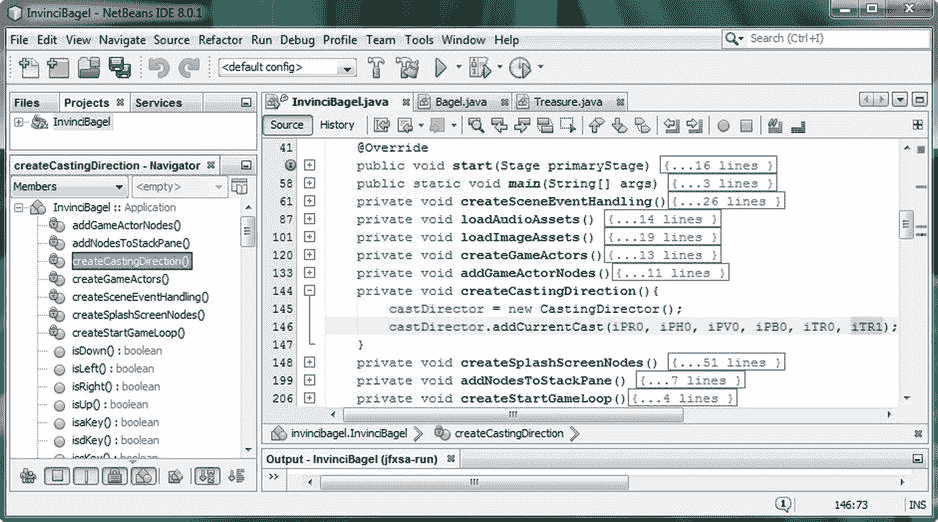 InvinciBagel - NetBeans IDE 8.0.1
File Edit View Navigate Source Refactor Run Debug Profile Team Tools Window Help
Search (Ctrl+I)
<default config>
Files Projects Services
InvinciBagel
createCastingDirection - Navigator
Members <empty>
InvinciBagel :: Application
addGameActorNodes()
addNodesToStackPane()
createCastingDirection()
createGameActors()
createSceneEventHandling()
createSplashScreenNodes()
createStartGameLoop()
isDown() : boolean
isLeft() : boolean
isRight() : boolean
isUp() : boolean
isaKey() : boolean
isdKey() : boolean
InvinciBagel.java Bagel.java Treasure.java
Source History
41 @Override
public void start(Stage primaryStage) {...16 lines }
58 public static void main(String[] args) {...3 lines }
61 private void createSceneEventHandling() {...26 lines }
87 private void loadAudioAssets() {...14 lines }
101 private void loadImageAssets() {...19 lines }
120 private void createGameActors() {...13 lines }
133 private void addGameActorNodes() {...11 lines }
144 private void createCastingDirection(){
145 castDirector = new CastingDirector();
146 castDirector.addCurrentCast(iPR0, iPH0, iPV0, iPB0, iTR0, iTR1);
147 }
148 private void createSplashScreenNodes() {...51 lines }
199 private void addNodesToStackPane() {...7 lines }
206 private void createStartGameLoop() {...4 lines }
invincibagel.InvinciBagel createCastingDirection
Output - InvinciBagel (jfxsa-run)
>>
1 146:73 INS